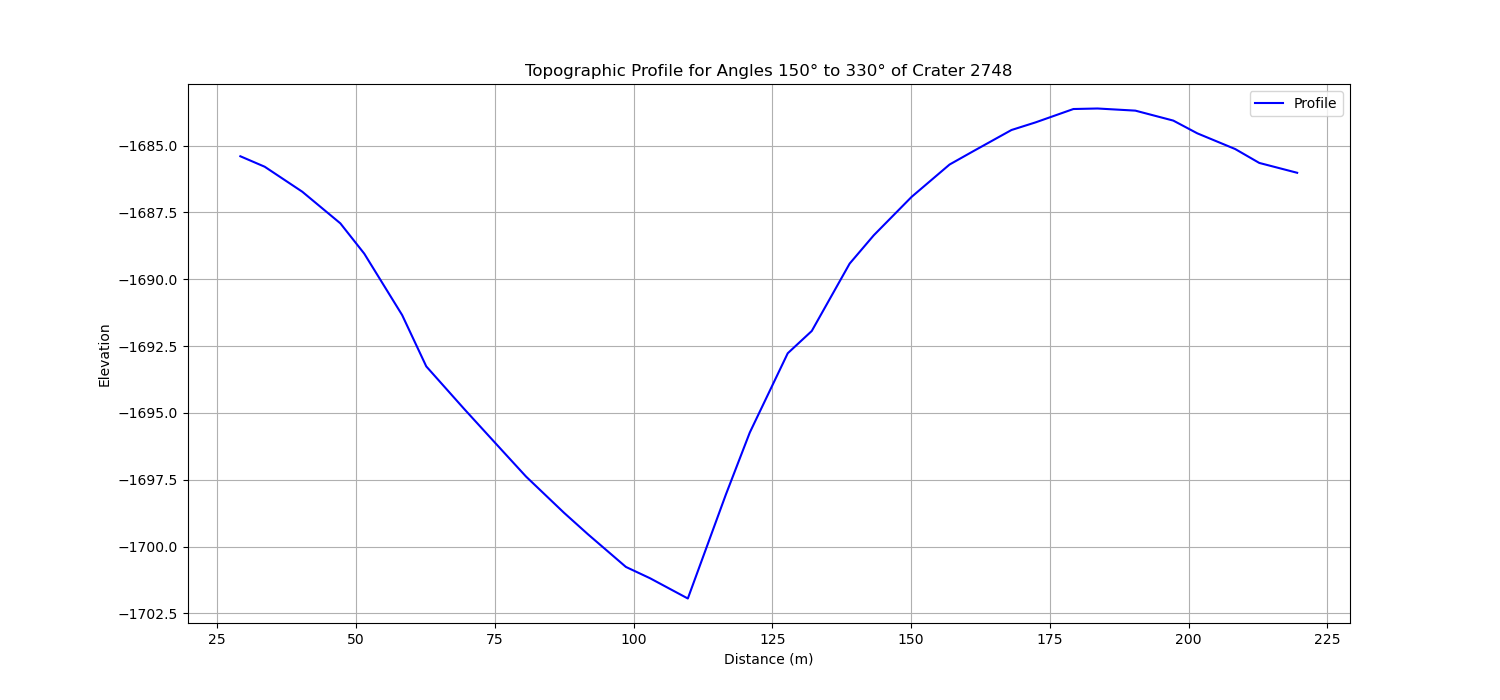 Topographic Profile for Angles 150° to 330° of Crater 2748
Profile
−1685.0
−1687.5
−1690.0
−1692.5
−1695.0
−1697.5
−1700.0
−1702.5
Elevation
25 50 75 100 125 150 175 200 225
Distance (m)